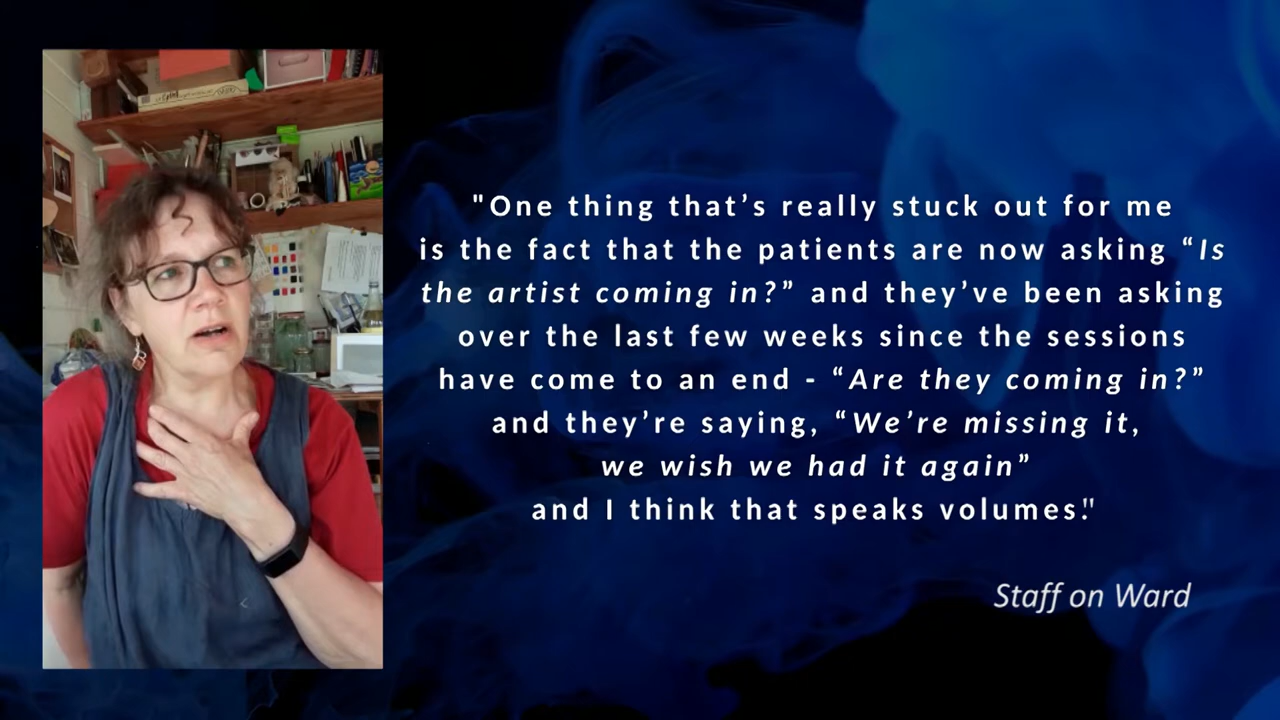 "One thing that’s really stuck out for me
is the fact that the patients are now asking “Is
the artist coming in?” and they’ve been asking
over the last few weeks since the sessions
have come to an end - “Are they coming in?”
and they’re saying, “We’re missing it,
we wish we had it again”
and I think that speaks volumes."
Staff on Ward